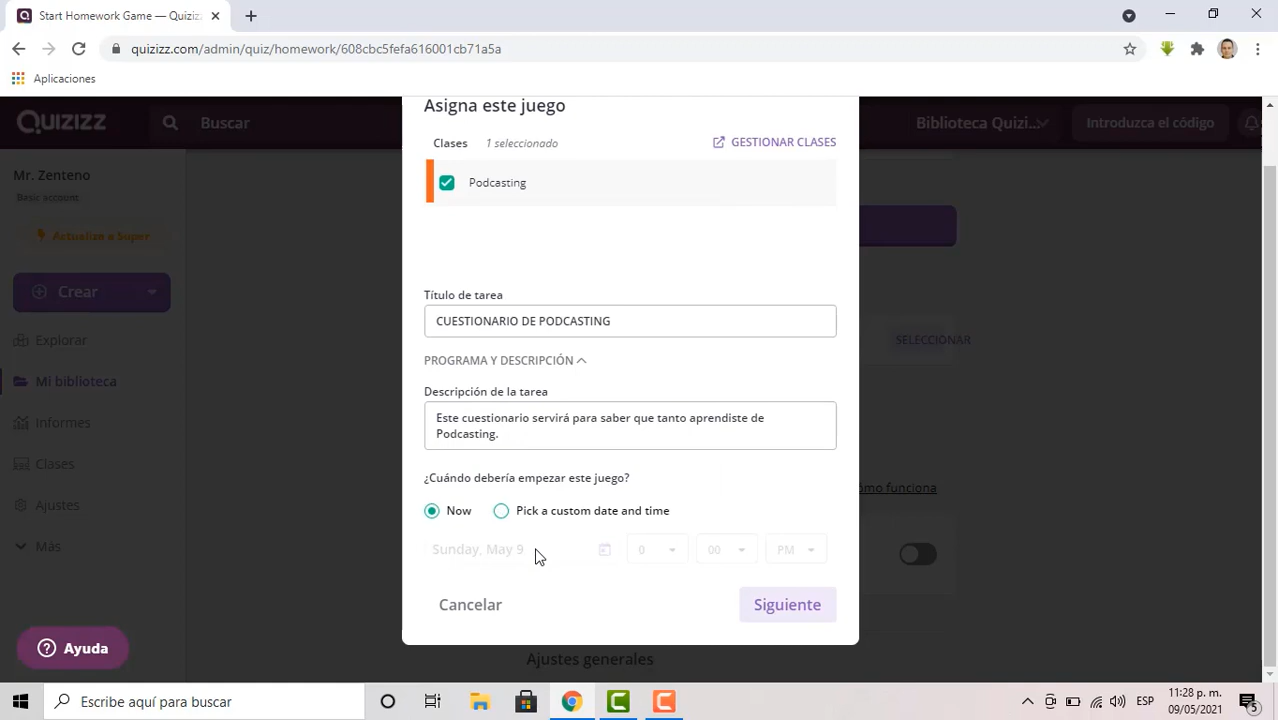 Start Homework Game — Quizizz
quizizz.com/admin/quiz/homework/608cbc5fefa616001cb71a5a
Aplicaciones
Quizizz
Buscar
Biblioteca Quizi...
Introduzca el código
Mr. Zenteno
Basic account
Actualize a Super
Crear
Explorar
Mi biblioteca
Informes
Clases
Ajustes
Más
Ayuda
Asigna este juego
Clases 1 seleccionado GESTIONAR CLASES
Podcasting
Título de tarea
CUESTIONARIO DE PODCASTING
PROGRAMA Y DESCRIPCIÓN
Descripción de la tarea
Este cuestionario servirá para saber que tanto aprendiste de
Podcasting.
¿Cuándo debería empezar este juego?
Now Pick a custom date and time
Sunday, May 9 0 00 PM
Cancelar Siguiente
SELECCIONAR
ómo funciona
Ajustes generales
Escribe aquí para buscar
ESP
11:28 p. m.
09/05/2021
5